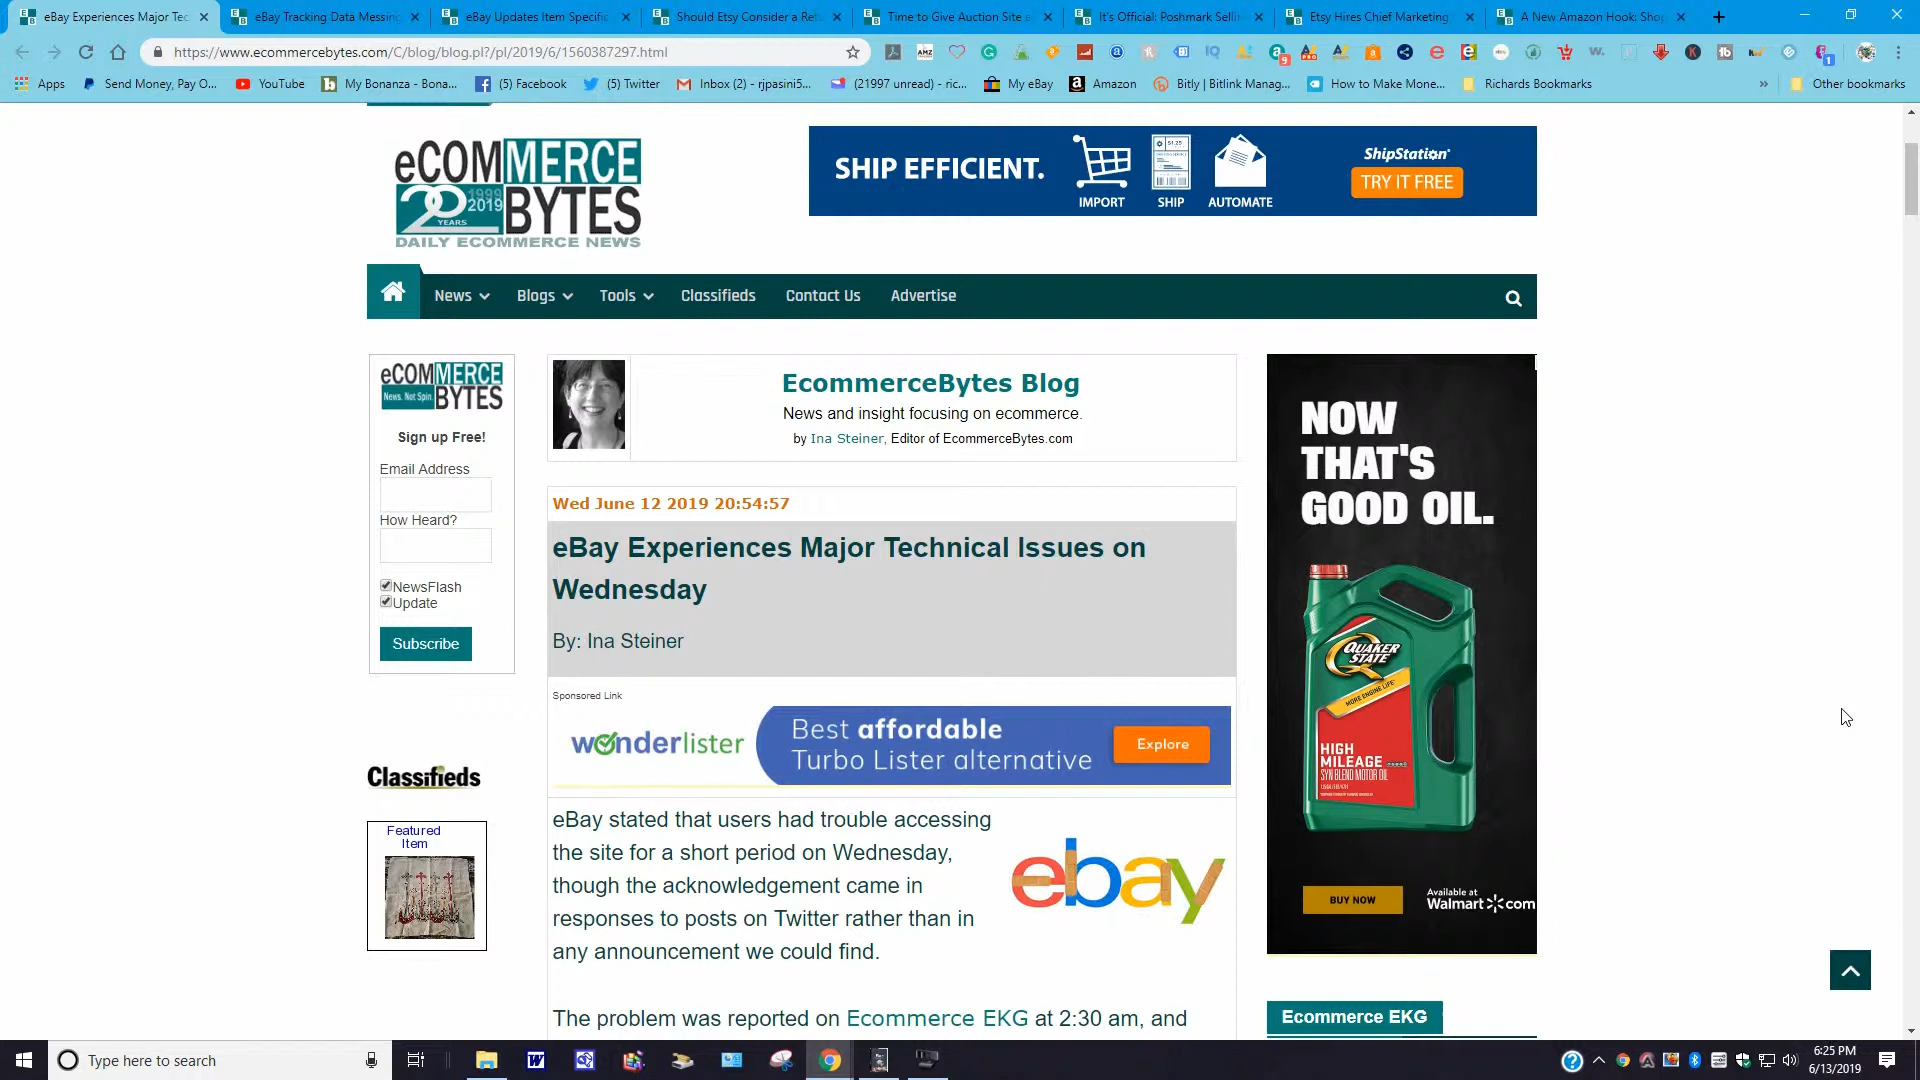 eBay Experiences Major Tec
eBay Tracking Data Messing
eBay Updates Item Specific
Should Etsy Consider a Ret
Time to Give Auction Site e
It's Official: Poshmark Sellin
Etsy Hires Chief Marketing
A New Amazon Hook: Shop
https://www.ecommercebytes.com/C/blog/blog.pl?/pl/2019/6/1560387297.html
Apps
Send Money, Pay O...
YouTube
My Bonanza - Bona...
(5) Facebook
(5) Twitter
Inbox (2) - rjpasini5...
(21997 unread) - ric...
My eBay
Amazon
Bitly | Bitlink Manag...
How to Make Mone...
Richards Bookmarks
Other bookmarks
eCOMMERCE
20 YEARS 1999 2019 BYTES
DAILY ECOMMERCE NEWS
SHIP EFFICIENT.
IMPORT
SHIP
AUTOMATE
ShipStation
TRY IT FREE
News
Blogs
Tools
Classifieds
Contact Us
Advertise
eCOMMERCE
News. Not Spin. BYTES
Sign up Free!
Email Address
How Heard?
NewsFlash
Update
Subscribe
Classifieds
Featured
Item
EcommerceBytes Blog
News and insight focusing on ecommerce.
by Ina Steiner, Editor of EcommerceBytes.com
Wed June 12 2019 20:54:57
eBay Experiences Major Technical Issues on
Wednesday
By: Ina Steiner
Sponsored Link
wonderlister
Best affordable
Turbo Lister alternative
Explore
eBay stated that users had trouble accessing
the site for a short period on Wednesday,
though the acknowledgement came in
responses to posts on Twitter rather than in
any announcement we could find.
ebay
The problem was reported on Ecommerce EKG at 2:30 am, and
NOW
THAT'S
GOOD OIL.
QUAKER
STATE
MORE ENGINE LIFE
HIGH
MILEAGE
SYN BLEND MOTOR OIL
BUY NOW
Available at
Walmart com
Ecommerce EKG
Type here to search
6:25 PM
6/13/2019